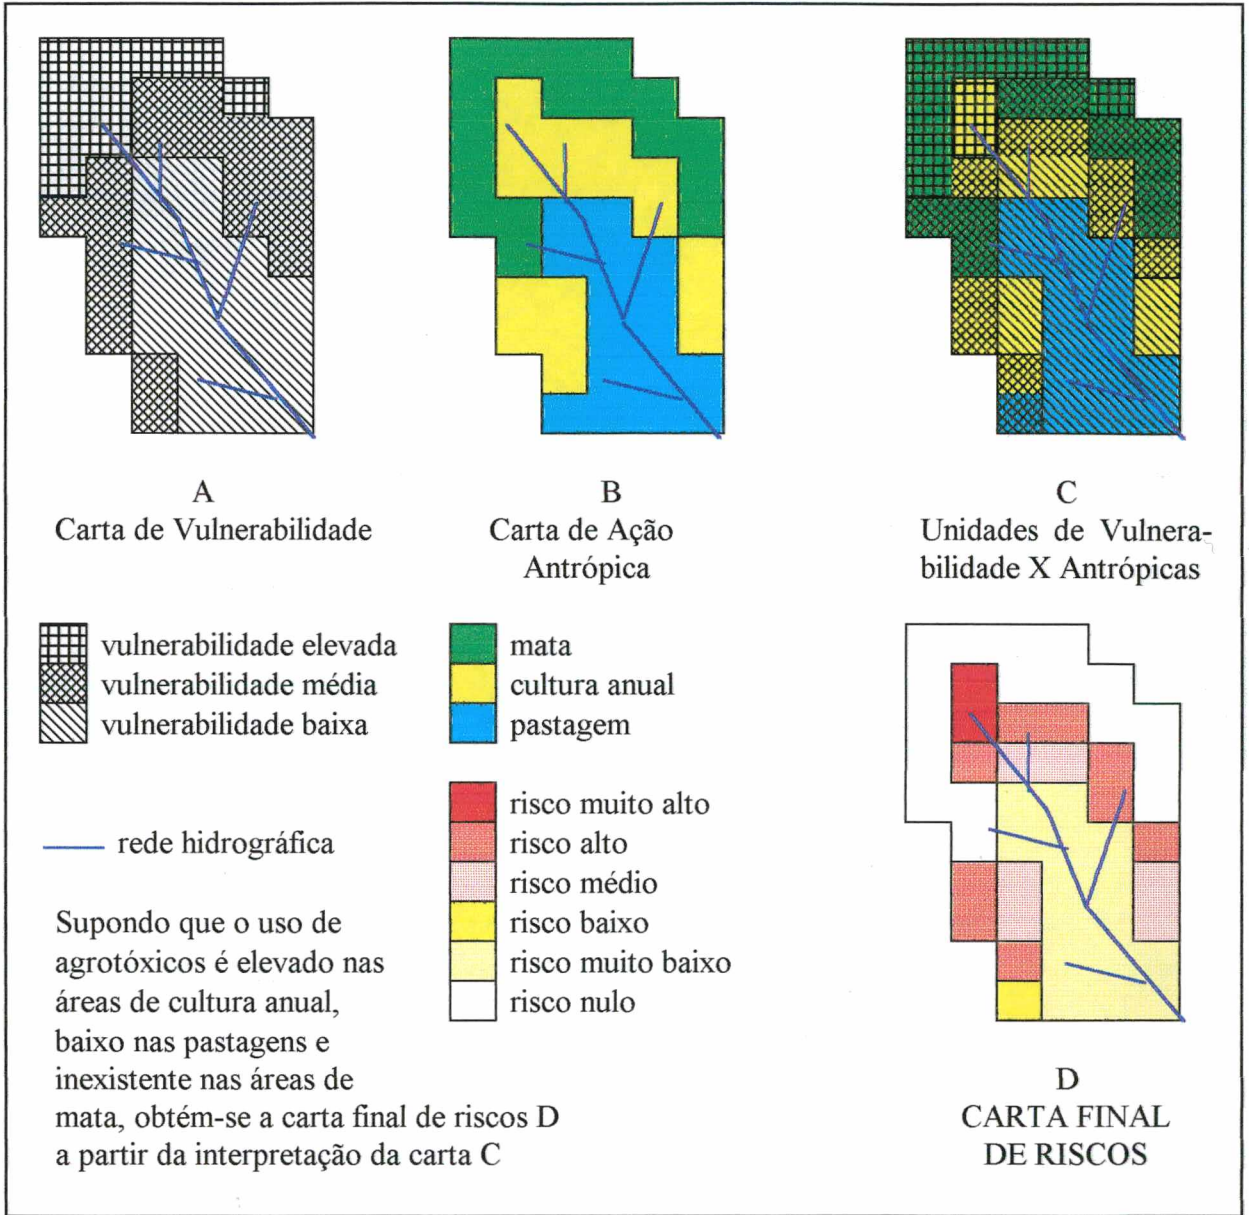 A
Carta de Vulnerabilidade
B
Carta de Ação
Antrópica
C
Unidades de Vulnera-
bilidade X Antrópicas
vulnerabilidade elevada
vulnerabilidade média
vulnerabilidade baixa
mata
cultura anual
pastagem
rede hidrográfica
risco muito alto
risco alto
risco médio
risco baixo
risco muito baixo
risco nulo
Supondo que o uso de
agrotóxicos é elevado nas
áreas de cultura anual,
baixo nas pastagens e
inexistente nas áreas de
mata, obtém-se a carta final de riscos D
a partir da interpretação da carta C
D
CARTA FINAL
DE RISCOS